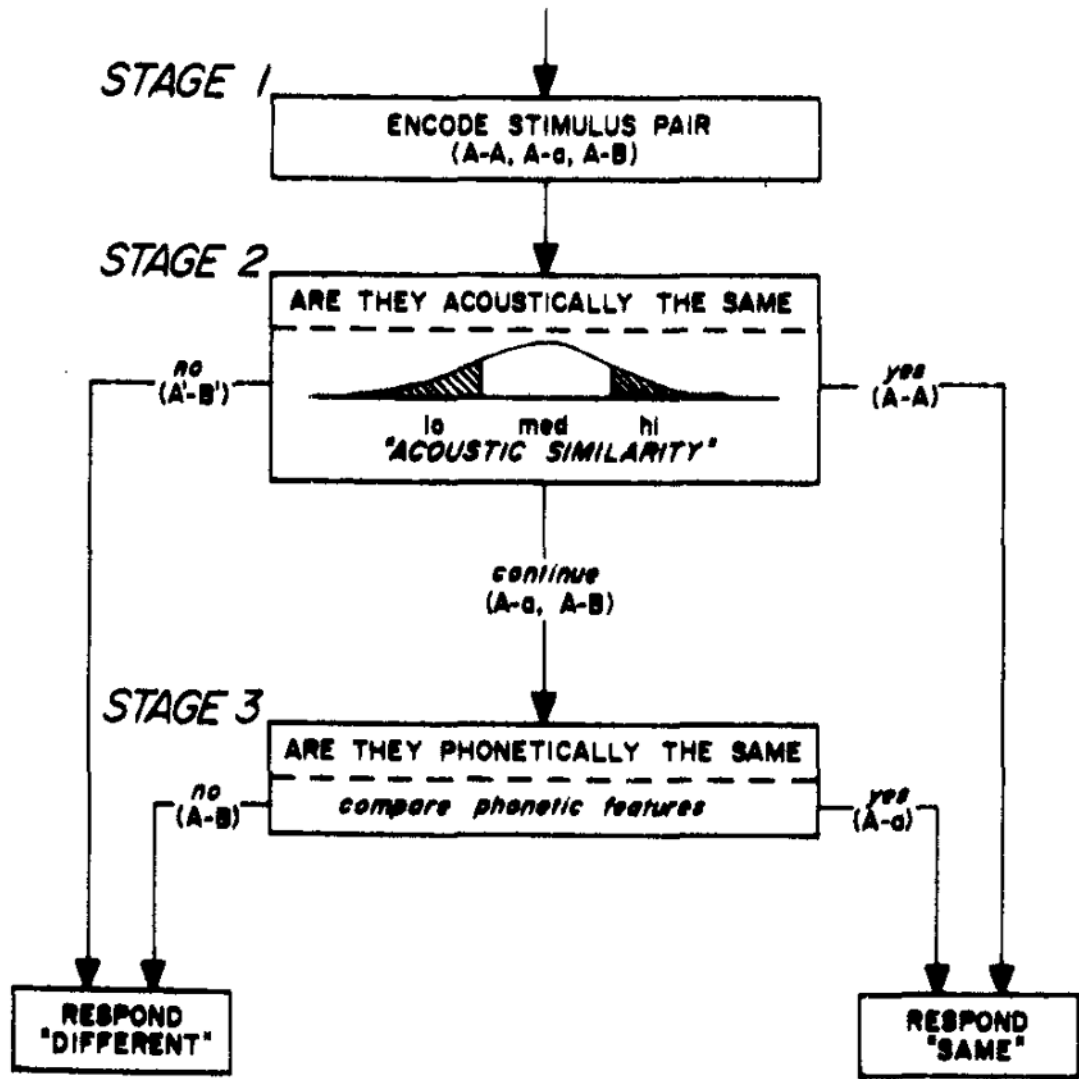 STAGE 1
ENCODE STIMULUS PAIR
(A-A, A-a, A-B)
STAGE 2
ARE THEY ACOUSTICALLY THE SAME
no
(A'-B')
yes
(A-A)
lo med hi
"ACOUSTIC SIMILARITY"
continue
(A-a, A-B)
STAGE 3
ARE THEY PHONETICALLY THE SAME
no
(A-B)
compare phonetic features
yes
(A-a)
RESPOND
"DIFFERENT"
RESPOND
"SAME"